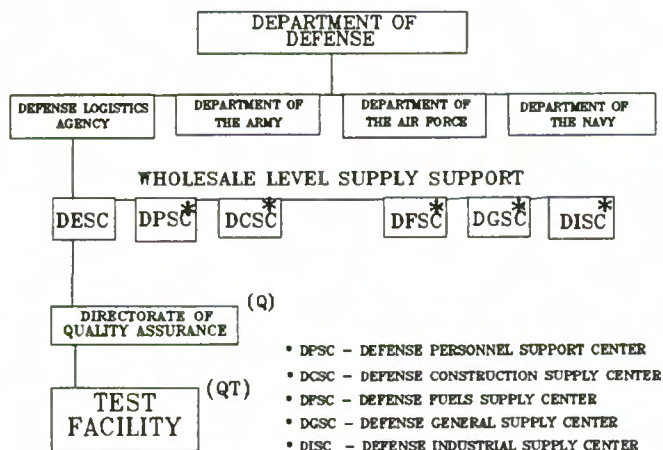 DEPARTMENT OF
DEFENSE
DEFENSE LOGISTICS
AGENCY
DEPARTMENT OF
THE ARMY
DEPARTMENT OF
THE AIR FORCE
DEPARTMENT OF
THE NAVY
WHOLESALE LEVEL SUPPLY SUPPORT
DESC DPSC* DCSC* DFSC* DGSC* DISC*
DIRECTORATE OF
QUALITY ASSURANCE
(Q)
TEST
FACILITY
(QT)
* DPSC – DEFENSE PERSONNEL SUPPORT CENTER
* DCSC – DEFENSE CONSTRUCTION SUPPLY CENTER
* DFSC – DEFENSE FUELS SUPPLY CENTER
* DGSC – DEFENSE GENERAL SUPPLY CENTER
* DISC – DEFENSE INDUSTRIAL SUPPLY CENTER